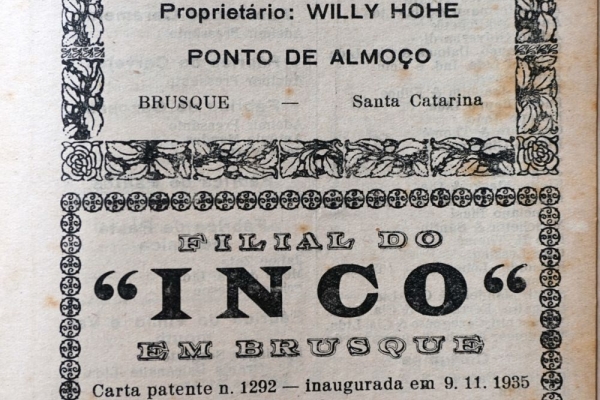 Proprietário: WILLY HOHE
PONTO DE ALMOÇO
BRUSQUE — Santa Catarina
FILIAL DO
“INCO“
EM BRUSQUE
Carta patente n. 1292 — inaugurada em 9. 11. 1935